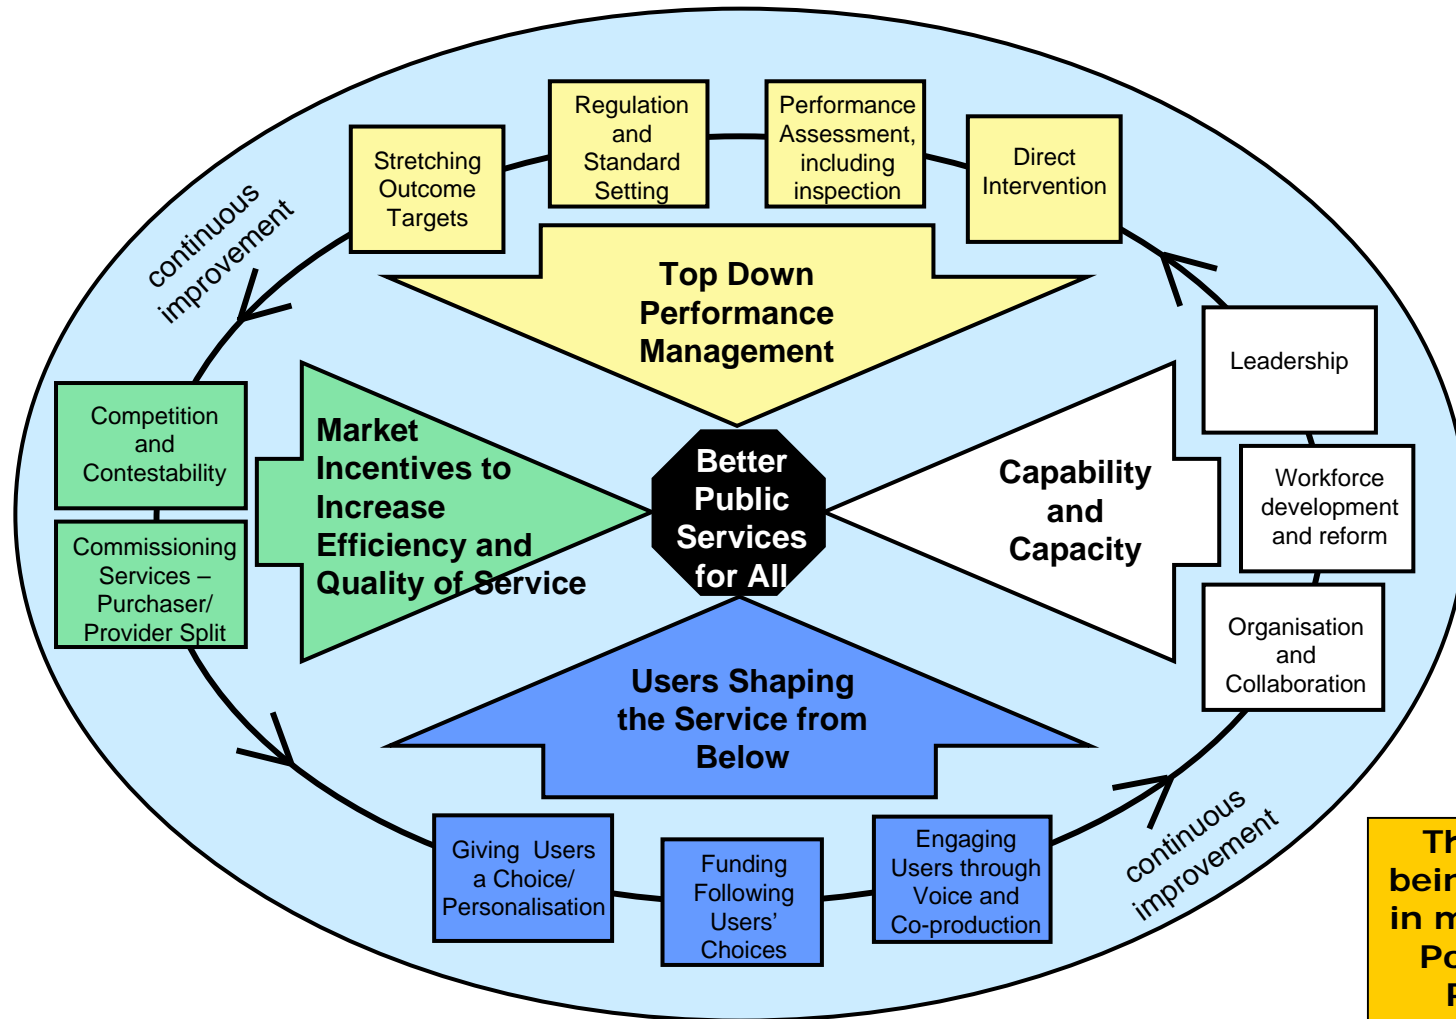 Regulation
and
Standard
Setting
Performance
Assessment,
including
inspection
Stretching
Outcome
Targets
Direct
Intervention
continuous
improvement
Top Down
Performance
Management
Leadership
Competition
and
Contestability
Market
Incentives to
Increase
Efficiency and
Quality of Service
Better
Public
Services
for All
Capability
and
Capacity
Workforce
development
and reform
Commissioning
Services –
Purchaser/
Provider Split
Organisation
and
Collaboration
Users Shaping
the Service from
Below
Giving Users
a Choice/
Personalisation
Funding
Following
Users’
Choices
Engaging
Users through
Voice and
Co-production
continuous
improvement
in